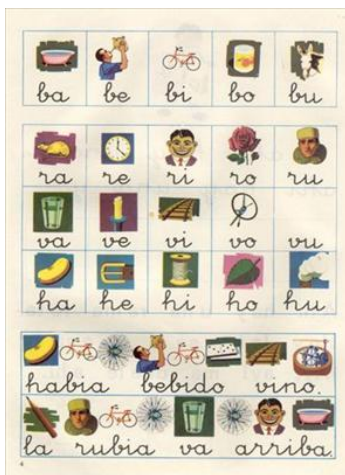 ba be bi bo bu
ra re ri ro ru
va ve vi vo vu
ha he hi ho hu
habia bebido vino.
la rubia va arriba.
4